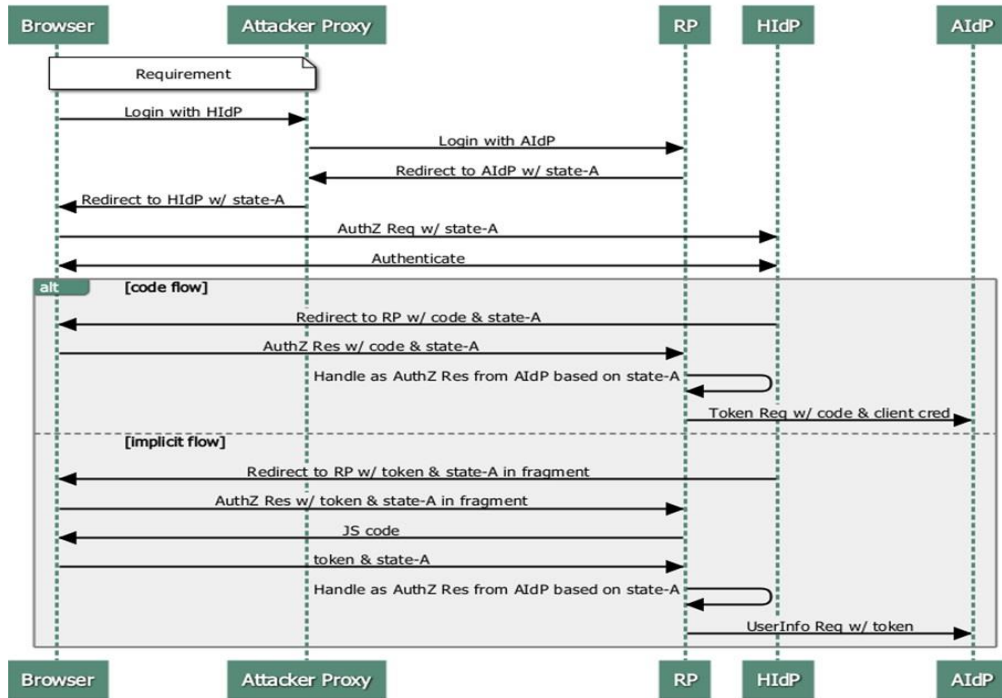 Browser Attacker Proxy RP HIdP AIdP
Requirement
Login with HIdP
Login with AIdP
Redirect to AIdP w/ state-A
Redirect to HIdP w/ state-A
AuthZ Req w/ state-A
Authenticate
alt [code flow]
Redirect to RP w/ code & state-A
AuthZ Res w/ code & state-A
Handle as AuthZ Res from AIdP based on state-A
Token Req w/ code & client cred
[implicit flow]
Redirect to RP w/ token & state-A in fragment
AuthZ Res w/ token & state-A in fragment
JS code
token & state-A
Handle as AuthZ Res from AIdP based on state-A
UserInfo Req w/ token
Browser Attacker Proxy RP HIdP AIdP